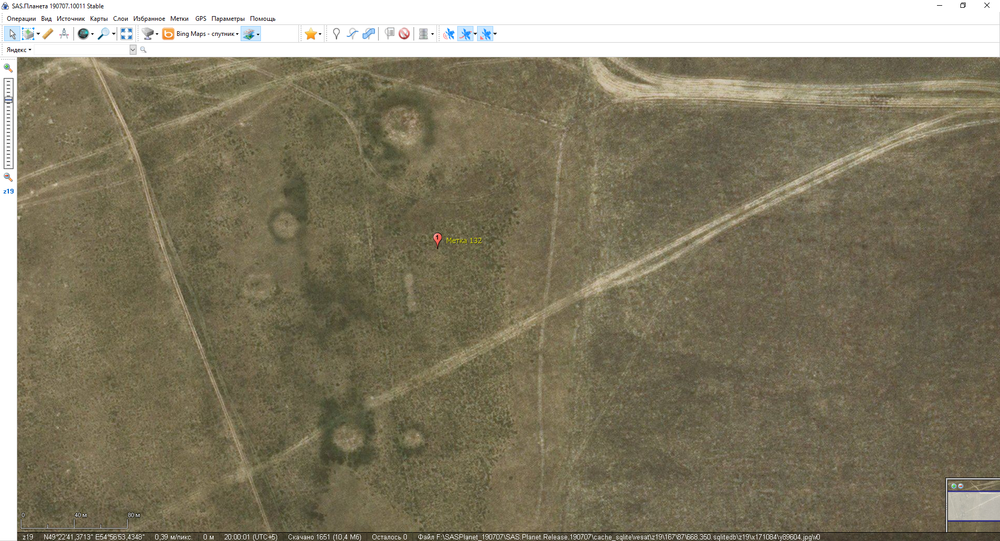 SAS.Планета 190707.10011 Stable
Операции Вид Источник Карты Слои Избранное Метки GPS Параметры Помощь
Bing Maps - спутник
Яндекс
z19
1 Метка 132
0 40 м 80 м
z19 N49°22'41,3713" E54°56'53,4348" 0,39 м/пикс. 0 м 20:00:01 (UTC+5) Скачано 1651 (10,4 Мб) Осталось 0 Файл F:\SASPlanet_190707\SAS.Planet.Release.190707\cache_sqlite\vesat\z19\167\87\668.350.sqlitedb\z19\x171084\y89604.jpg\v0